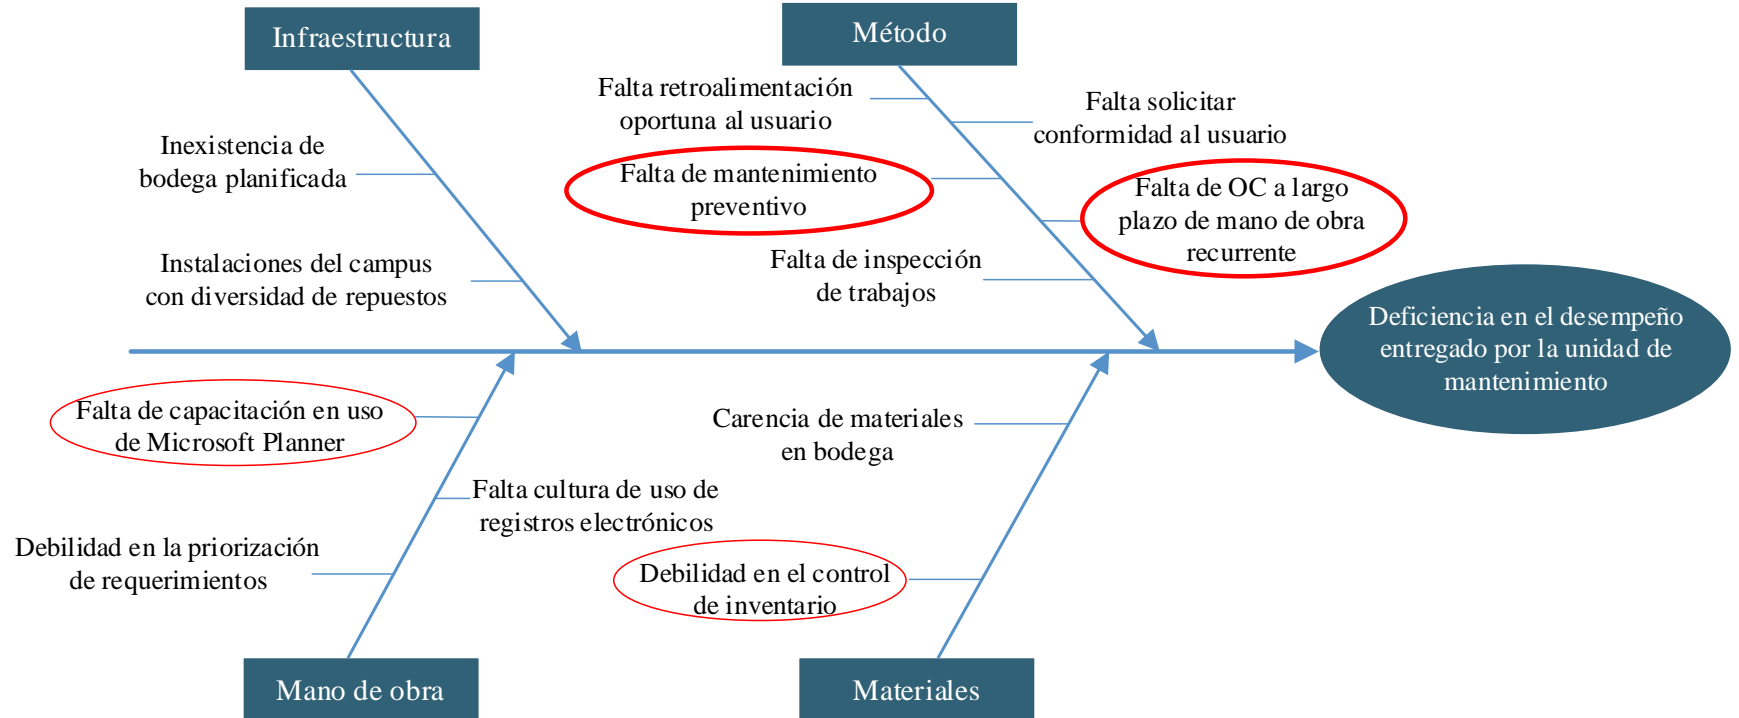 Infraestructura
Método
Falta retroalimentación
oportuna al usuario
Falta solicitar
conformidad al usuario
Inexistencia de
bodega planificada
Falta de mantenimiento
preventivo
Falta de OC a largo
plazo de mano de obra
recurrente
Instalaciones del campus
con diversidad de repuestos
Falta de inspección
de trabajos
Deficiencia en el desempeño
entregado por la unidad de
mantenimiento
Falta de capacitación en uso
de Microsoft Planner
Carencia de materiales
en bodega
Falta cultura de uso de
registros electrónicos
Debilidad en la priorización
de requerimientos
Debilidad en el control
de inventario
Mano de obra
Materiales